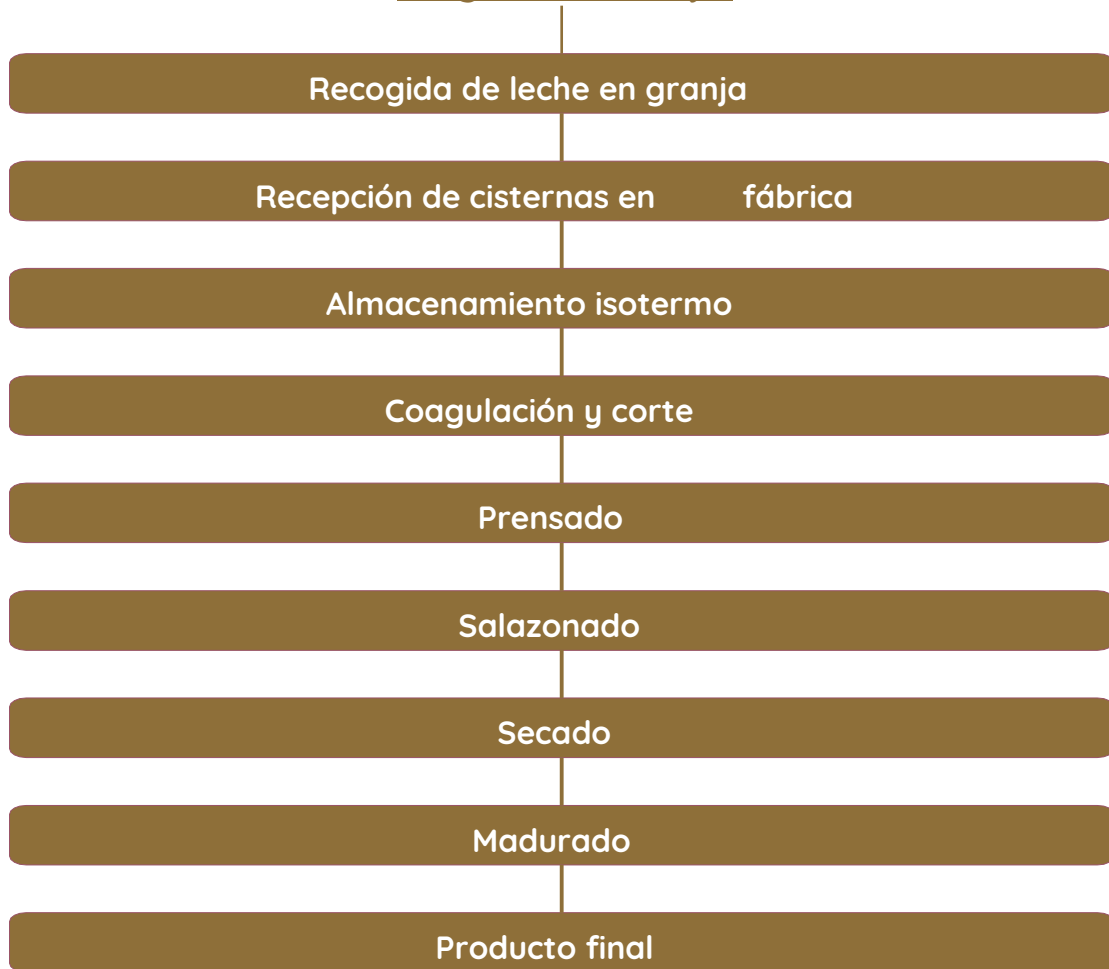 Recogida de leche en granja
Recepción de cisternas en fábrica
Almacenamiento isotermo
Coagulación y corte
Prensado
Salazonado
Secado
Madurado
Producto final